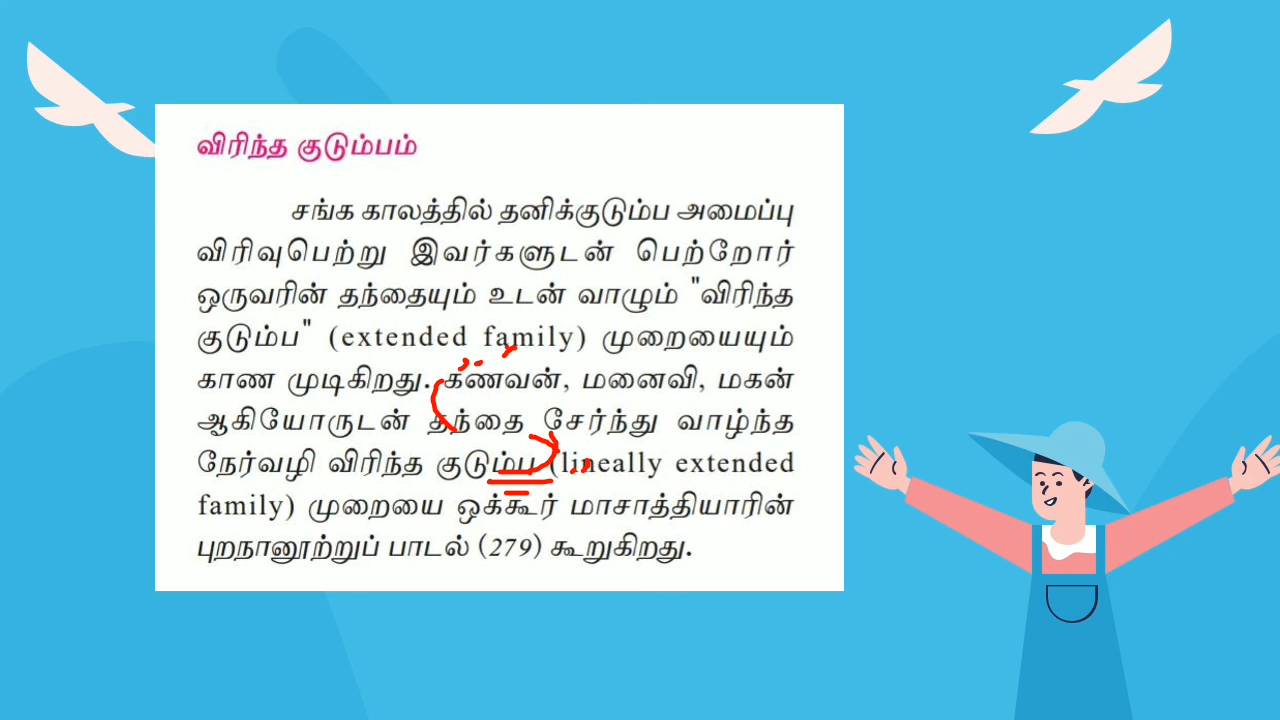 விரிந்த குடும்பம்
சங்க காலத்தில் தனிக்குடும்ப அமைப்பு
விரிவுபெற்று இவர்களுடன் பெற்றோர்
ஒருவரின் தந்தையும் உடன் வாழும் "விரிந்த
குடும்ப" (extended family) முறையையும்
காண முடிகிறது. கணவன், மனைவி, மகன்
ஆகியோருடன் தந்தை சேர்ந்து வாழ்ந்த
நேர்வழி விரிந்த குடும்ப (lineally extended
family) முறையை ஒக்கூர் மாசாத்தியாரின்
புறநானூற்றுப் பாடல் (279) கூறுகிறது.